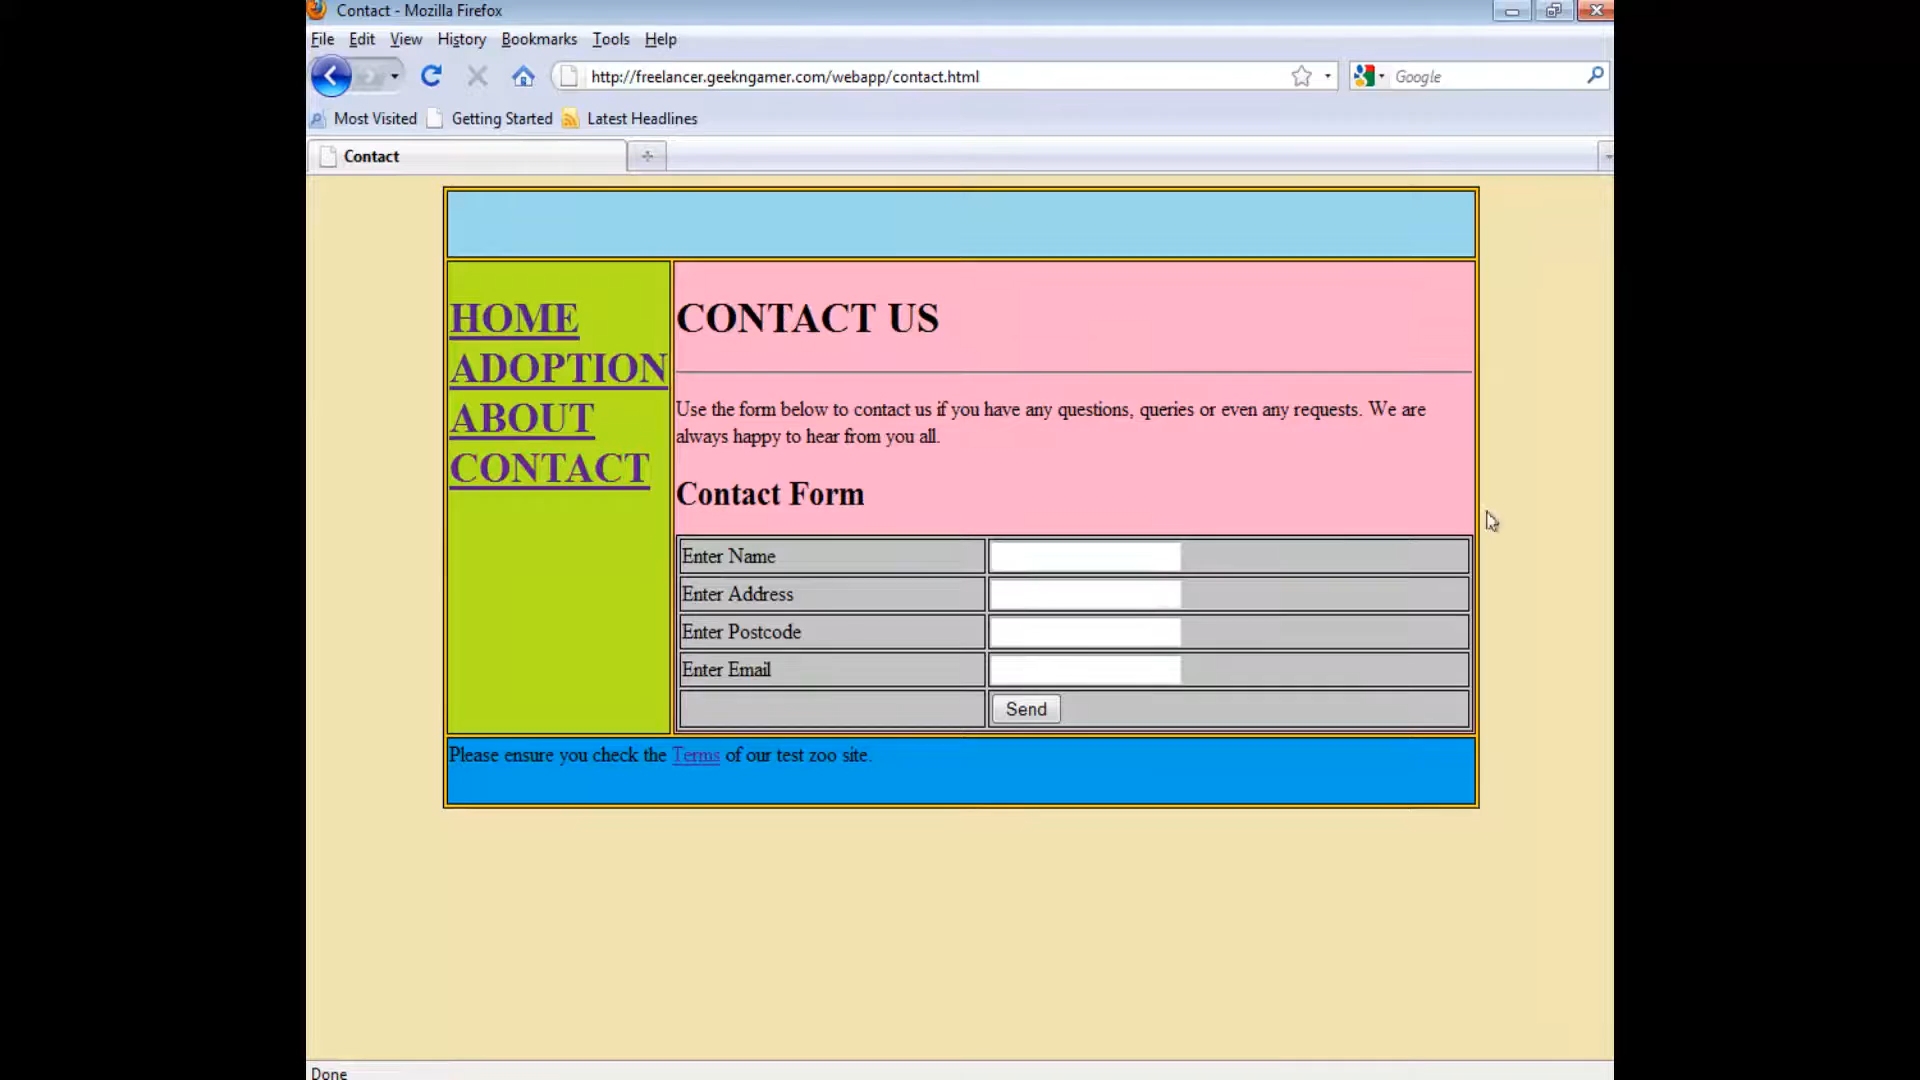 Contact - Mozilla Firefox
File Edit View History Bookmarks Tools Help
http://freelancer.geekngamer.com/webapp/contact.html Google
Most Visited Getting Started Latest Headlines
Contact
HOME
ADOPTION
ABOUT
CONTACT
CONTACT US
Use the form below to contact us if you have any questions, queries or even any requests. We are
always happy to hear from you all.
Contact Form
Enter Name
Enter Address
Enter Postcode
Enter Email
Send
Please ensure you check the Terms of our test zoo site.
Done